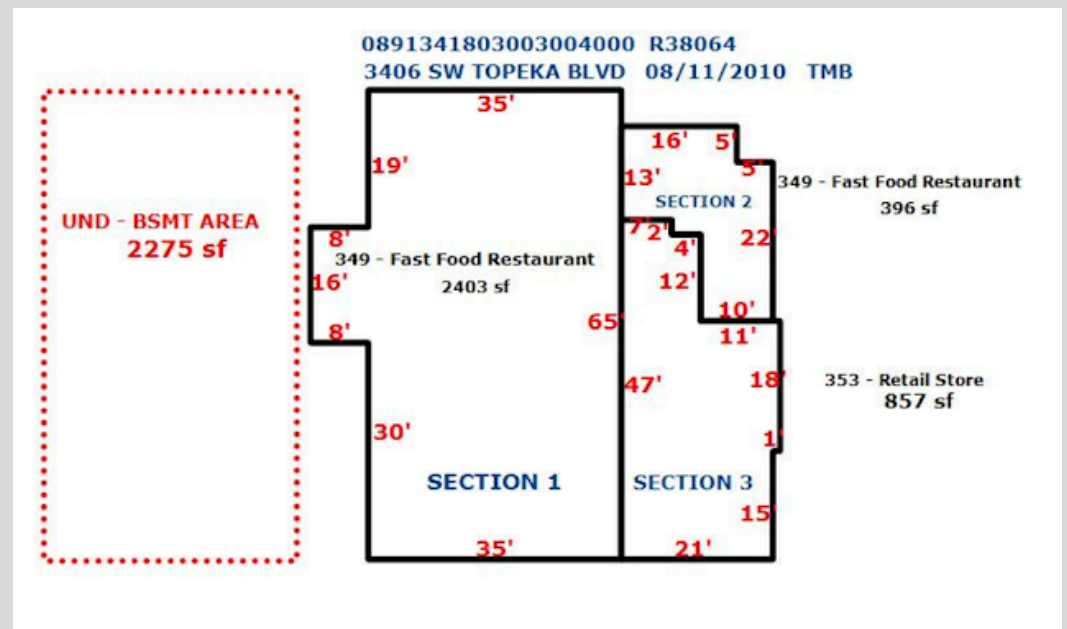 0891341803003004000 R38064
3406 SW TOPEKA BLVD 08/11/2010 TMB
35'
16'
5'
19'
5'
13'
349 - Fast Food Restaurant
396 sf
SECTION 2
UND - BSMT AREA
2275 sf
7'
2'
8'
4'
22'
349 - Fast Food Restaurant
2403 sf
16'
12'
10'
65'
8'
11'
47'
18'
353 - Retail Store
857 sf
30'
1'
SECTION 1
SECTION 3
15'
35'
21'